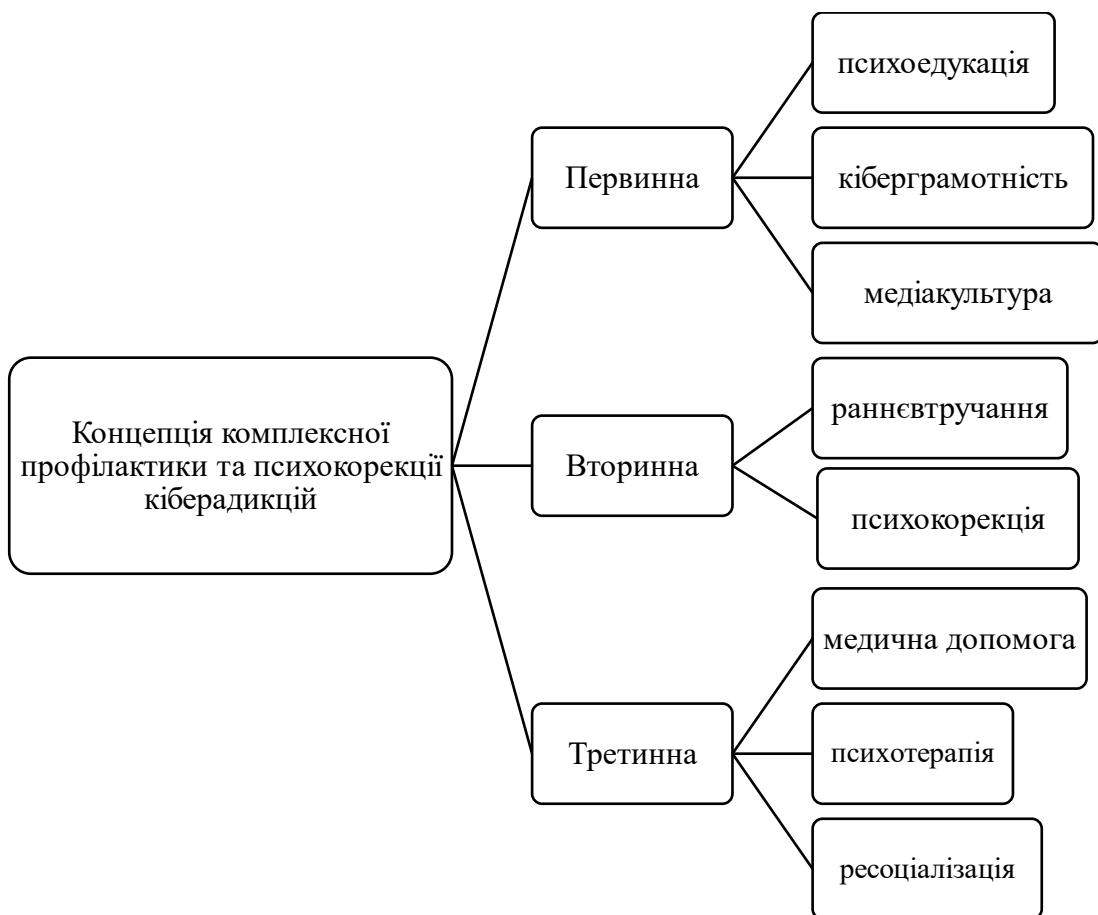 Концепція комплексної
профілактики та психокорекції
кіберадикцій
Первинна
психоедукація
кіберграмотність
медіакультура
Вторинна
раннєвтручання
психокорекція
Третинна
медична допомога
психотерапія
ресоціалізація